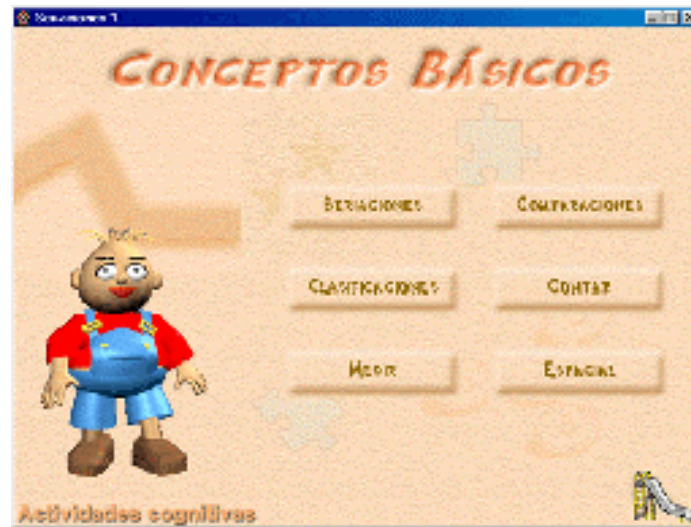 CONCEPTOS BÁSICOS
SERIACIONES
COMPARACIONES
CLASIFICACIONES
CONTAR
MEDIR
ESPACIAL
Actividades cognitivas